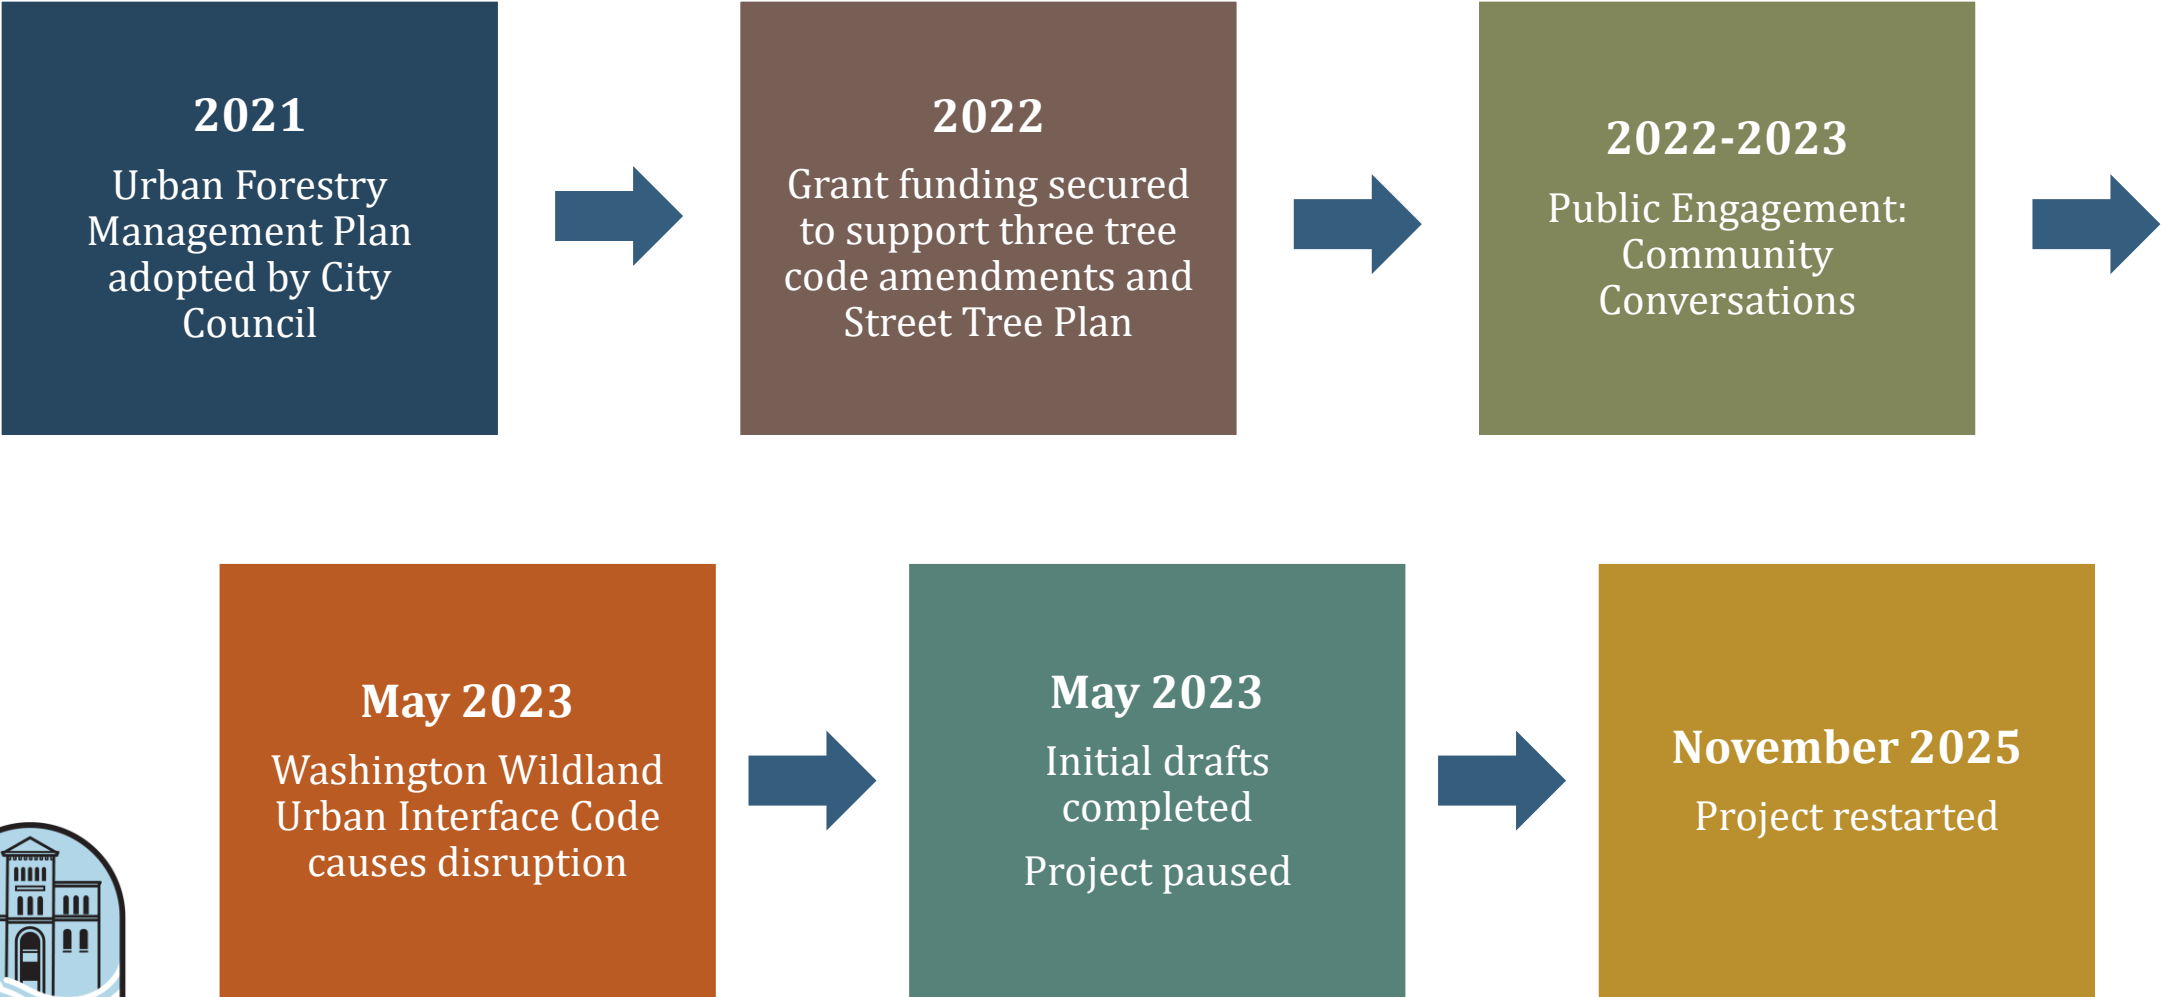 2021
Urban Forestry
Management Plan
adopted by City
Council
2022
Grant funding secured
to support three tree
code amendments and
Street Tree Plan
2022-2023
Public Engagement:
Community
Conversations
May 2023
Washington Wildland
Urban Interface Code
causes disruption
May 2023
Initial drafts
completed
Project paused
November 2025
Project restarted